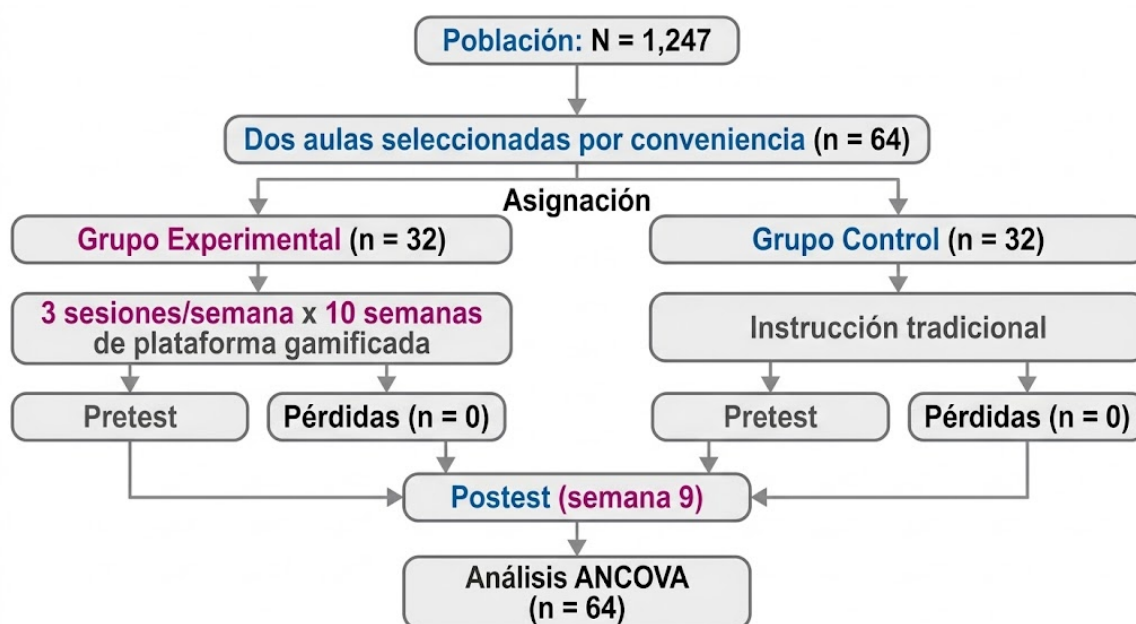 Población: N = 1,247
Dos aulas seleccionadas por conveniencia (n = 64)
Asignación
Grupo Experimental (n = 32)
Grupo Control (n = 32)
3 sesiones/semana x 10 semanas
de plataforma gamificada
Instrucción tradicional
Pretest
Pérdidas (n = 0)
Pretest
Pérdidas (n = 0)
Postest (semana 9)
Análisis ANCOVA
(n = 64)